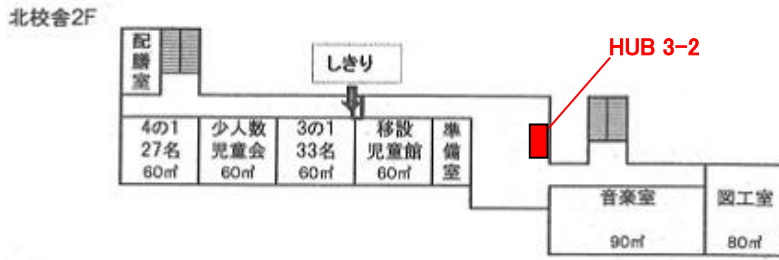 北校舎2F
HUB 3-2
配膳室
しきり
4の1
27名
60㎡
少人数
児童会
60㎡
3の1
33名
60㎡
移設
児童館
60㎡
準備室
音楽室
90㎡
図工室
80㎡